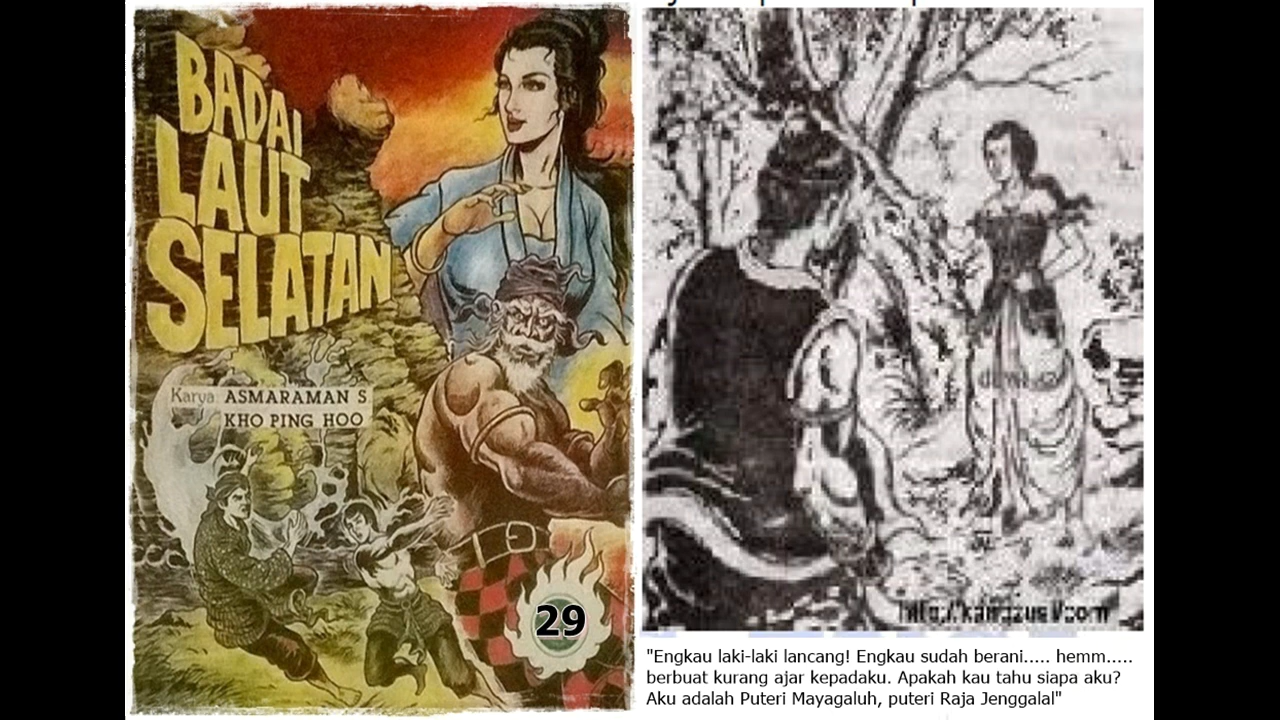 BADAI
LAUT
SELATAN
Karya: ASMARAMAN S
KHO PING HOO
29
"Engkau laki-laki lancang! Engkau sudah berani..... hemm.....
berbuat kurang ajar kepadaku. Apakah kau tahu siapa aku?
Aku adalah Puteri Mayagaluh, puteri Raja Jenggalal"